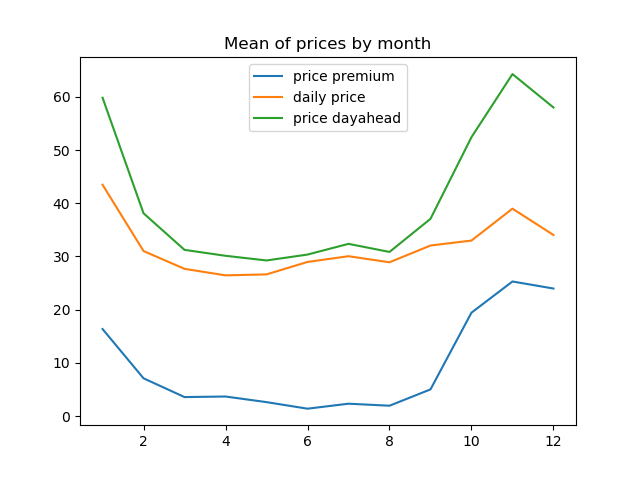 Mean of prices by month
price premium
daily price
price dayahead
60
50
40
30
20
10
0
2 4 6 8 10 12